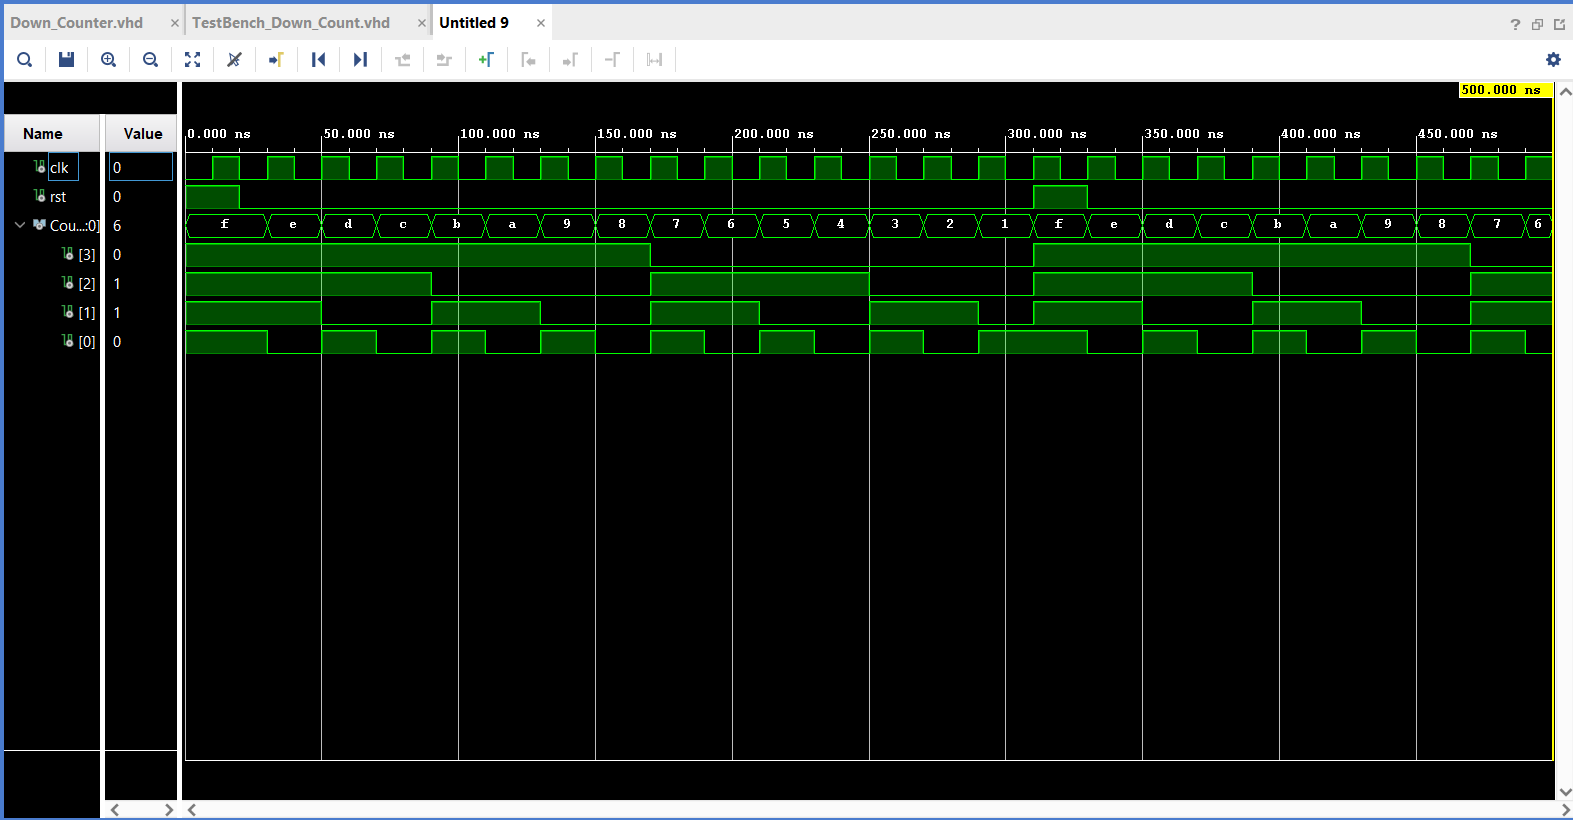 Down_Counter.vhd × TestBench_Down_Count.vhd × Untitled 9 ×
?
500.000 ns
Name Value 0.000 ns 50.000 ns 100.000 ns 150.000 ns 200.000 ns 250.000 ns 300.000 ns 350.000 ns 400.000 ns 450.000 ns
clk 0
rst 0
Cou...:0] 6 f e d c b a 9 8 7 6 5 4 3 2 1 f e d c b a 9 8 7 6
[3] 0
[2] 1
[1] 1
[0] 0